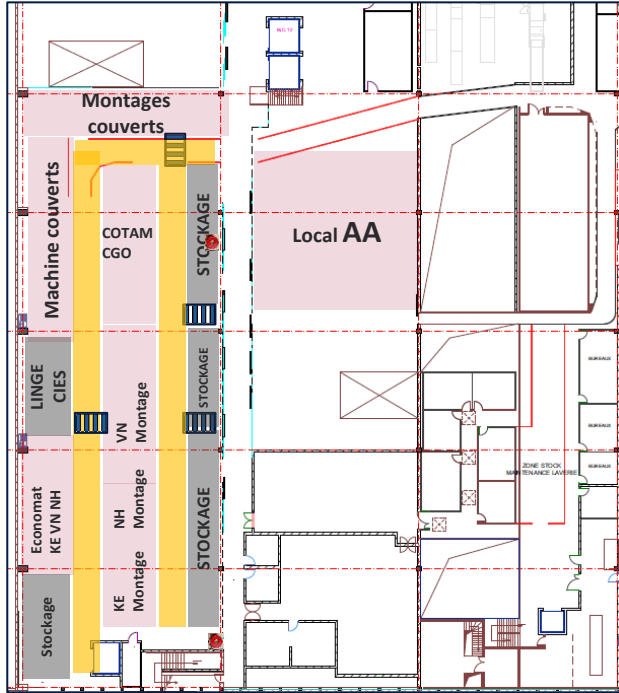 Montages
couverts
Machine couverts
COTAM
CGO
STOCKAGE
Local AA
LINGE
CIES
VN
Montage
STOCKAGE
BUREAUX
BUREAUX
BUREAUX
ZONE STOCK
MAINTENANCE LAVERIE
Economat
KE VN NH
NH
Montage
STOCKAGE
KE
Montage
Stockage